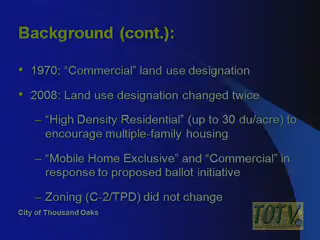 Background (cont.):
• 1970: “Commercial” land use designation
• 2008: Land use designation changed twice
– “High Density Residential” (up to 30 du/acre) to
encourage multiple-family housing
– “Mobile Home Exclusive” and “Commercial” in
response to proposed ballot initiative
– Zoning (C-2/TPD) did not change
City of Thousand Oaks
TOTV